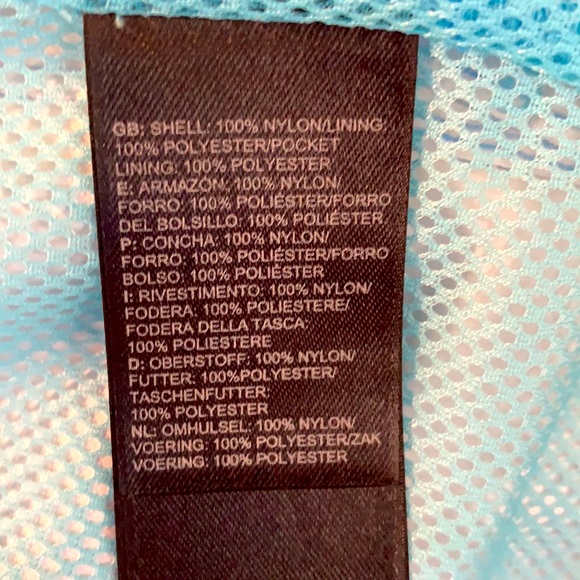 GB: SHELL: 100% NYLON/LINING:
100% POLYESTER/POCKET
LINING: 100% POLYESTER
E: ARMAZON: 100% NYLON/
FORRO: 100% POLIÉSTER/FORRO
DEL BOLSILLO: 100% POLIÉSTER
P: CONCHA: 100% NYLON/
FORRO: 100% POLIÉSTER/FORRO
BOLSO: 100% POLIÉSTER
I: RIVESTIMENTO: 100% NYLON/
FODERA: 100% POLIESTERE/
FODERA DELLA TASCA:
100% POLIESTERE
D: OBERSTOFF: 100% NYLON/
FUTTER: 100%POLYESTER/
TASCHENFUTTER:
100% POLYESTER
NL: OMHULSEL: 100% NYLON/
VOERING: 100% POLYESTER/ZAK
VOERING: 100% POLYESTER